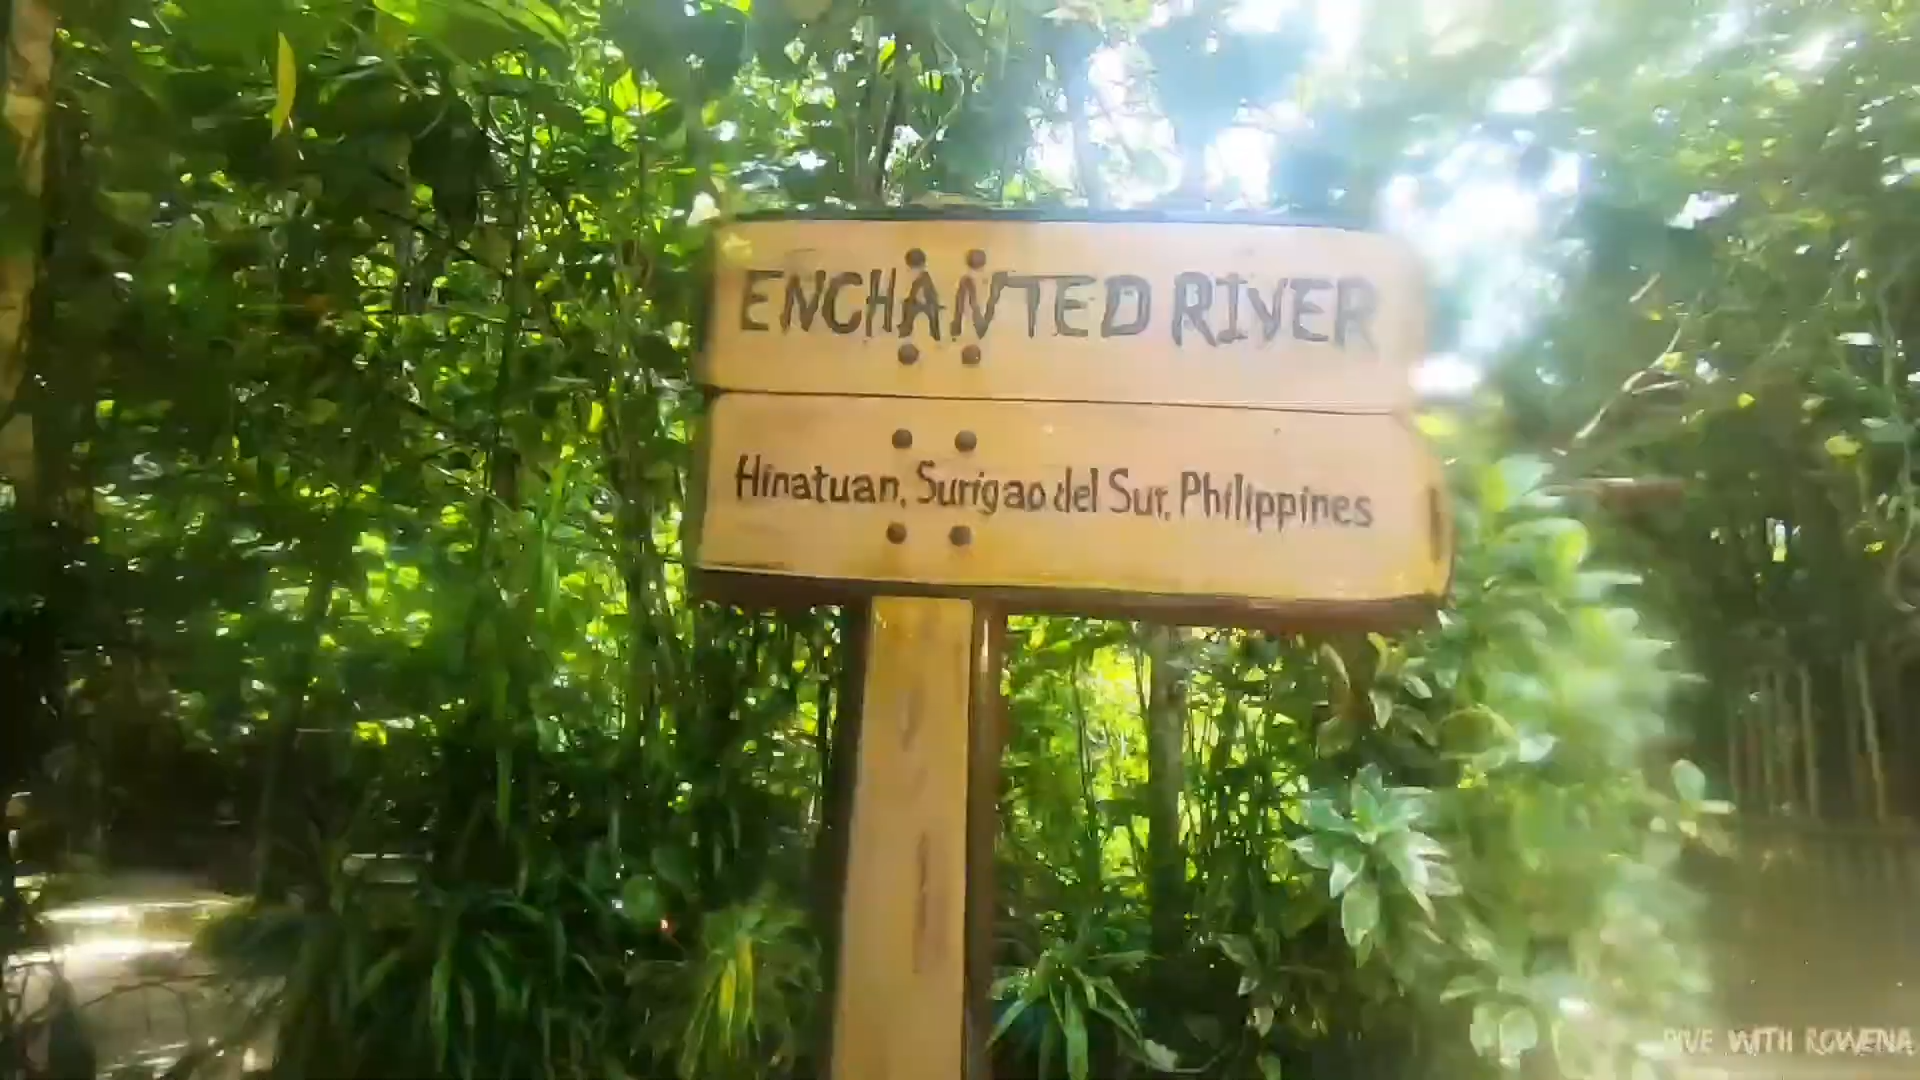 ENCHANTED RIVER
Hinatuan, Surigao del Sur, Philippines
DIVE WITH ROWENA